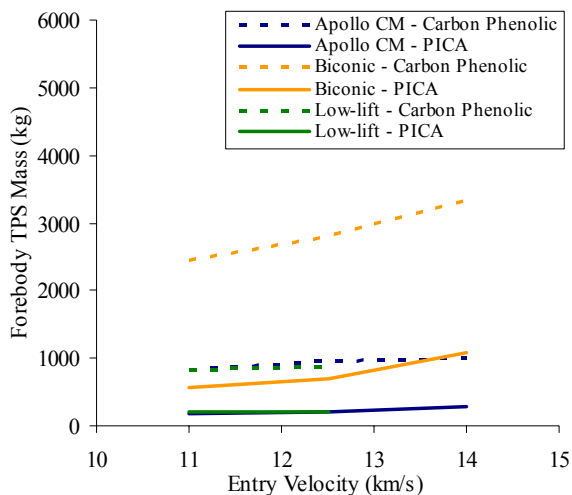 Apollo CM - Carbon Phenolic
Apollo CM - PICA
Biconic - Carbon Phenolic
Biconic - PICA
Low-lift - Carbon Phenolic
Low-lift - PICA
6000
5000
4000
3000
2000
1000
0
Forebody TPS Mass (kg)
10 11 12 13 14 15
Entry Velocity (km/s)